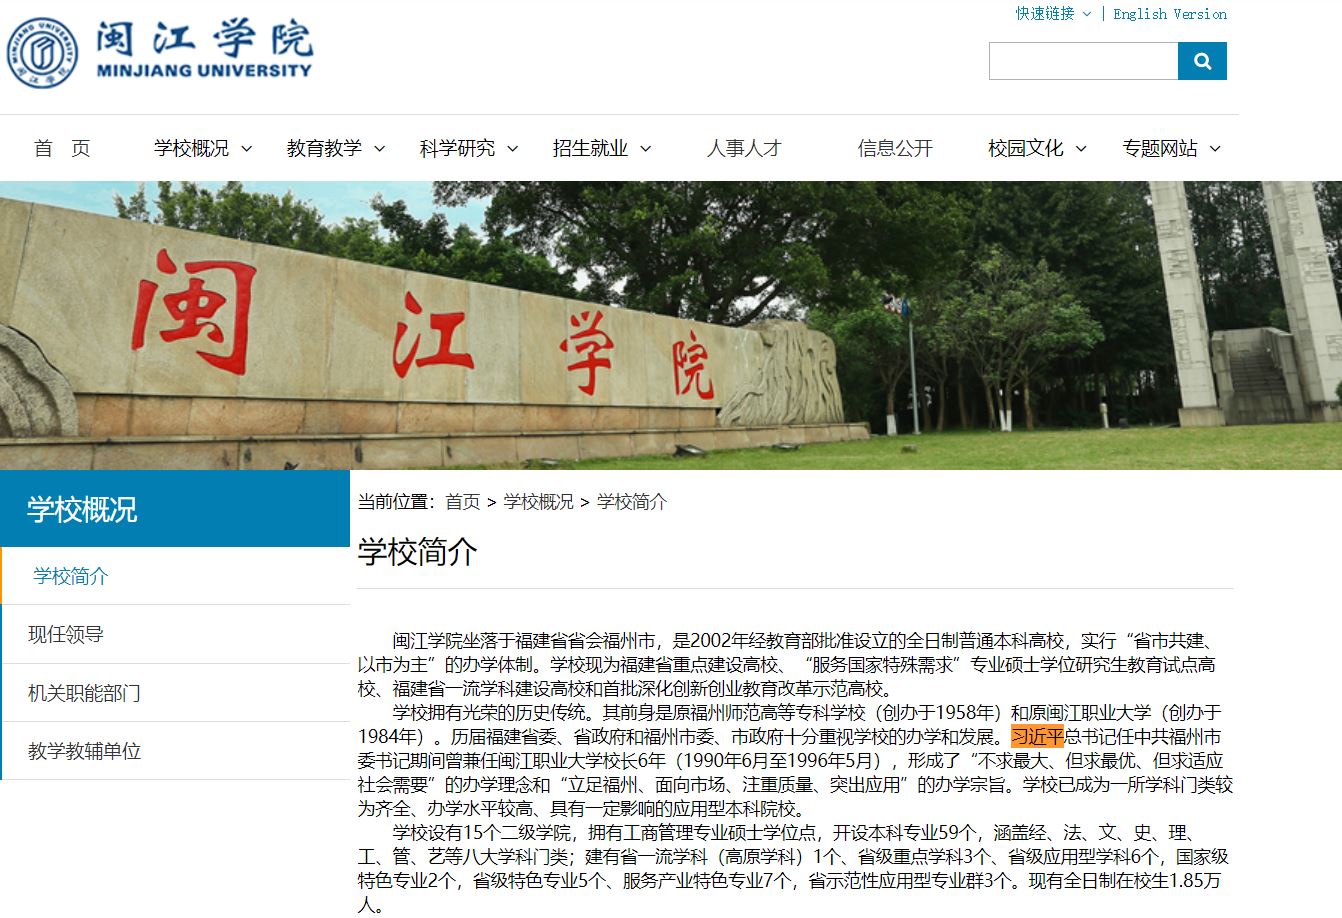 快速链接 | English Version
闽江学院
MINJIANG UNIVERSITY
首 页 学校概况 教育教学 科学研究 招生就业 人事人才 信息公开 校园文化 专题网站
闽江学院
学校概况
学校简介
现任领导
机关职能部门
教学教辅单位
当前位置：首页 > 学校概况 > 学校简介
学校简介
闽江学院坐落于福建省省会福州市，是2002年经教育部批准设立的全日制普通本科高校，实行“省市共建、
以市为主”的办学体制。学校现为福建省重点建设高校、“服务国家特殊需求”专业硕士学位研究生教育试点高
校、福建省一流学科建设高校和首批深化创新创业教育改革示范高校。
学校拥有光荣的历史传统。其前身是原福州师范高等专科学校（创办于1958年）和原闽江职业大学（创办于
1984年）。历届福建省委、省政府和福州市委、市政府十分重视学校的办学和发展。习近平总书记任中共福州市
委书记期间曾兼任闽江职业大学校长6年（1990年6月至1996年5月），形成了“不求最大、但求最优、但求适应
社会需要”的办学理念和“立足福州、面向市场、注重质量、突出应用”的办学宗旨。学校已成为一所学科门类较
为齐全、办学水平较高、具有一定影响的应用型本科院校。
学校设有15个二级学院，拥有工商管理专业硕士学位点，开设本科专业59个，涵盖经、法、文、史、理、
工、管、艺等八大学科门类；建有省一流学科（高原学科）1个、省级重点学科3个、省级应用型学科6个，国家级
特色专业2个，省级特色专业5个、服务产业特色专业7个，省示范性应用型专业群3个。现有全日制在校生1.85万
人。